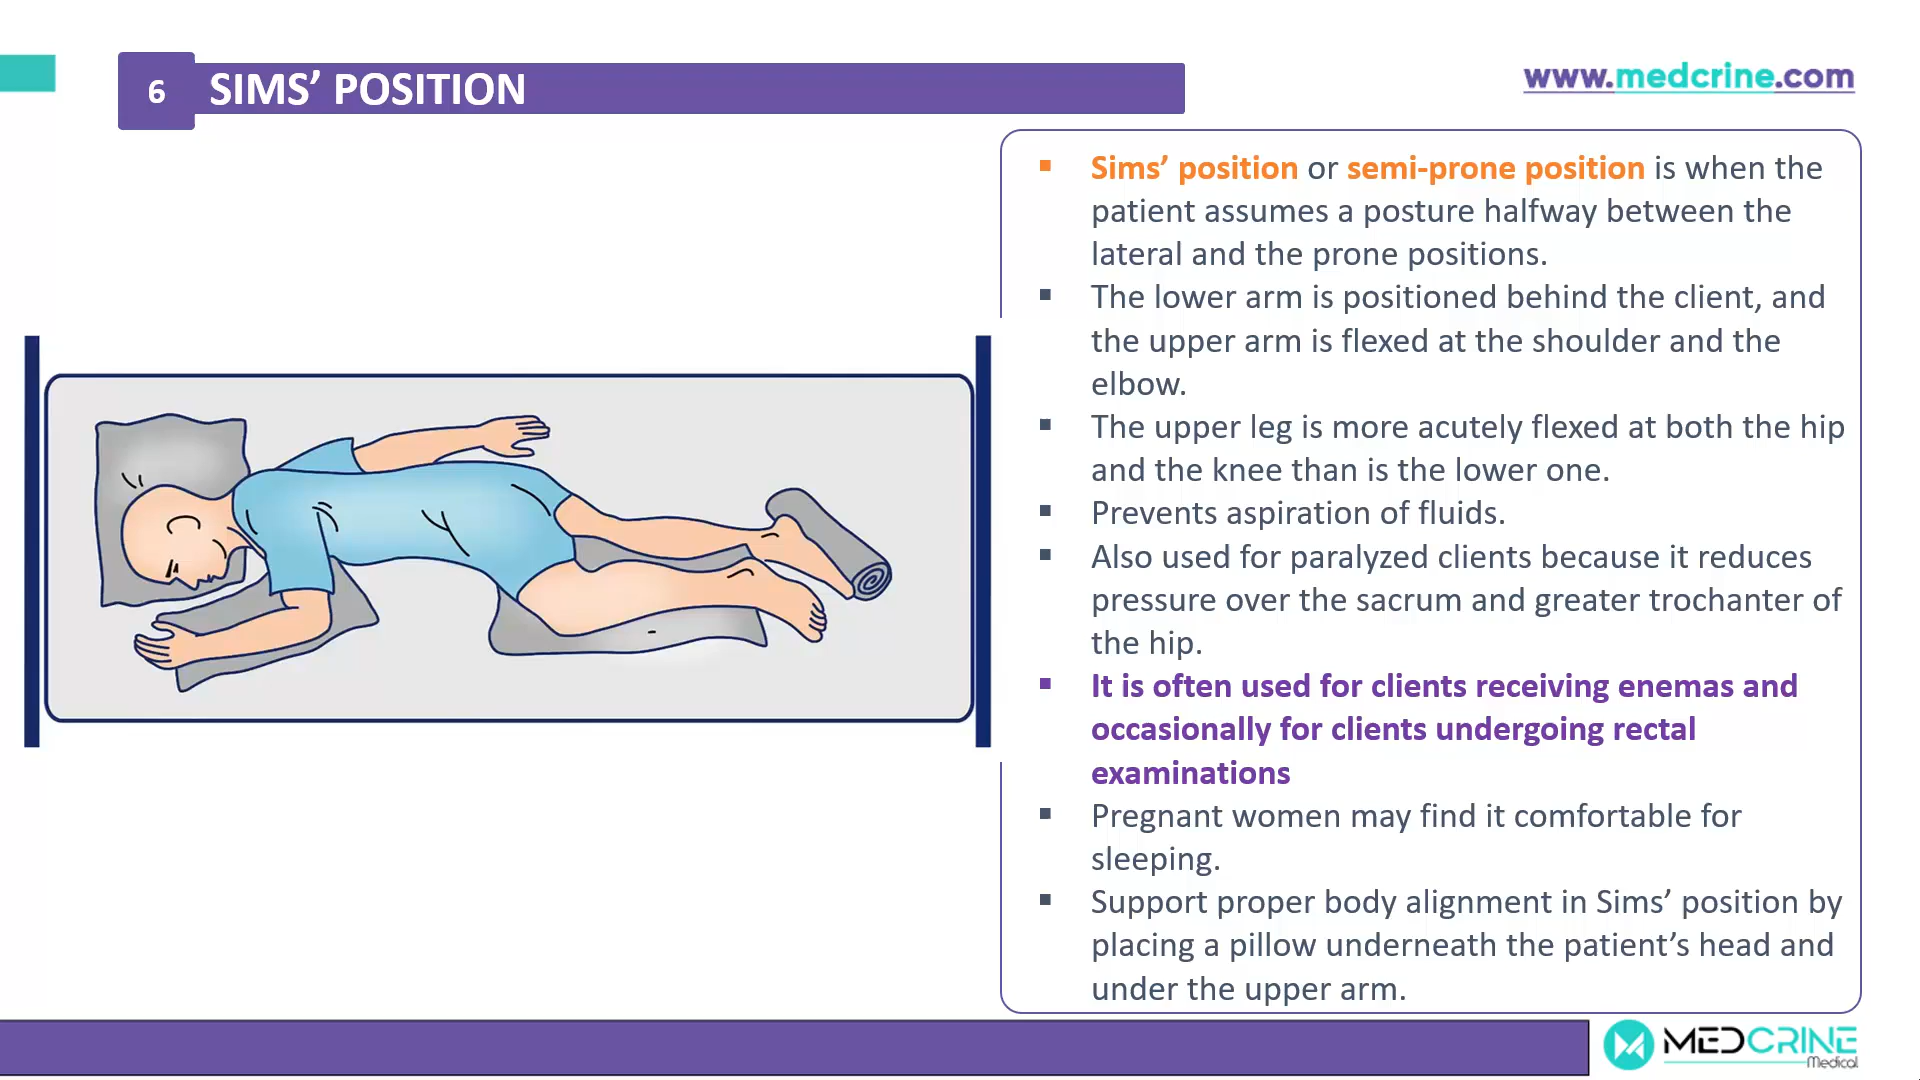 6
SIMS’ POSITION
www.medcrine.com
▪ Sims’ position or semi-prone position is when the
patient assumes a posture halfway between the
lateral and the prone positions.
▪ The lower arm is positioned behind the client, and
the upper arm is flexed at the shoulder and the
elbow.
▪ The upper leg is more acutely flexed at both the hip
and the knee than is the lower one.
▪ Prevents aspiration of fluids.
▪ Also used for paralyzed clients because it reduces
pressure over the sacrum and greater trochanter of
the hip.
▪ It is often used for clients receiving enemas and
occasionally for clients undergoing rectal
examinations
▪ Pregnant women may find it comfortable for
sleeping.
▪ Support proper body alignment in Sims’ position by
placing a pillow underneath the patient’s head and
under the upper arm.
MEDCRINE
Medical